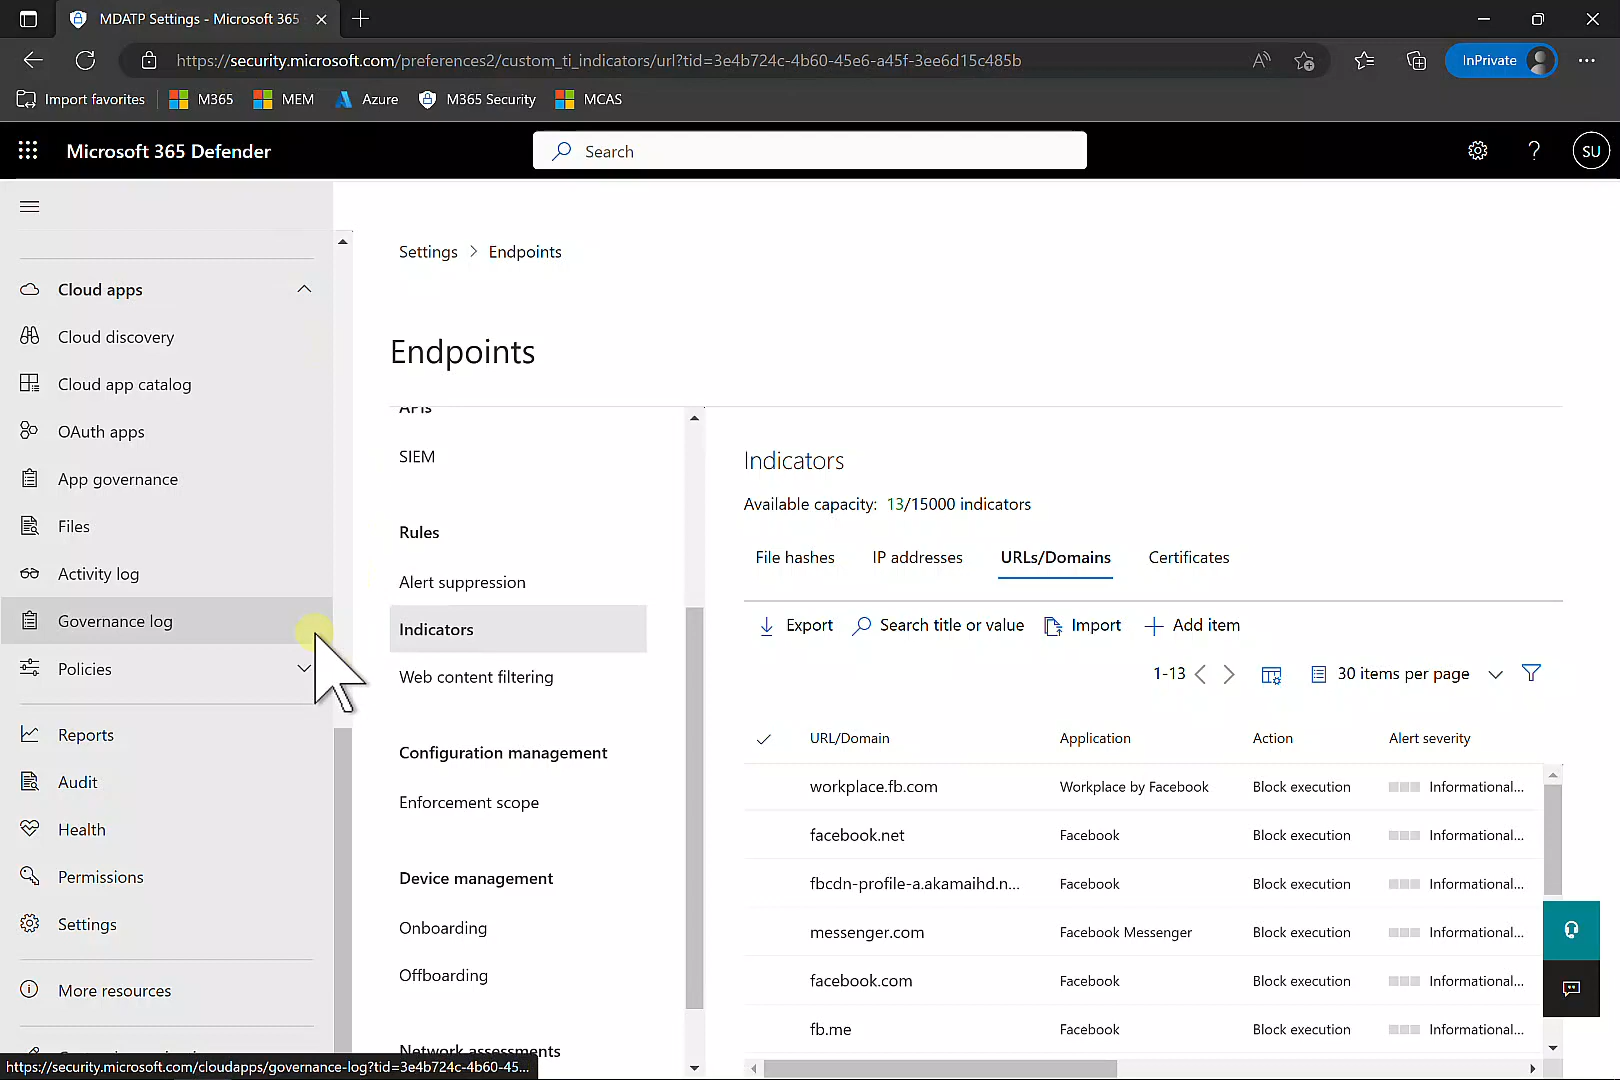 MDATP Settings - Microsoft 365
https://security.microsoft.com/preferences2/custom_ti_indicators/url?tid=3e4b724c-4b60-45e6-a45f-3ee6d15c485b
InPrivate
Import favorites
M365
MEM
Azure
M365 Security
MCAS
Microsoft 365 Defender
Search
SU
Cloud apps
Cloud discovery
Cloud app catalog
OAuth apps
App governance
Files
Activity log
Governance log
Policies
Reports
Audit
Health
Permissions
Settings
More resources
https://security.microsoft.com/cloudapps/governance-log?tid=3e4b724c-4b60-45...
Settings > Endpoints
Endpoints
APIs
SIEM
Rules
Alert suppression
Indicators
Web content filtering
Configuration management
Enforcement scope
Device management
Onboarding
Offboarding
Network assessments
Indicators
Available capacity: 13/15000 indicators
File hashes IP addresses URLs/Domains Certificates
Export Search title or value Import Add item
1-13 30 items per page
URL/Domain Application Action Alert severity
workplace.fb.com Workplace by Facebook Block execution Informational...
facebook.net Facebook Block execution Informational...
fbcdn-profile-a.akamaihd.n... Facebook Block execution Informational...
messenger.com Facebook Messenger Block execution Informational...
facebook.com Facebook Block execution Informational...
fb.me Facebook Block execution Informational...